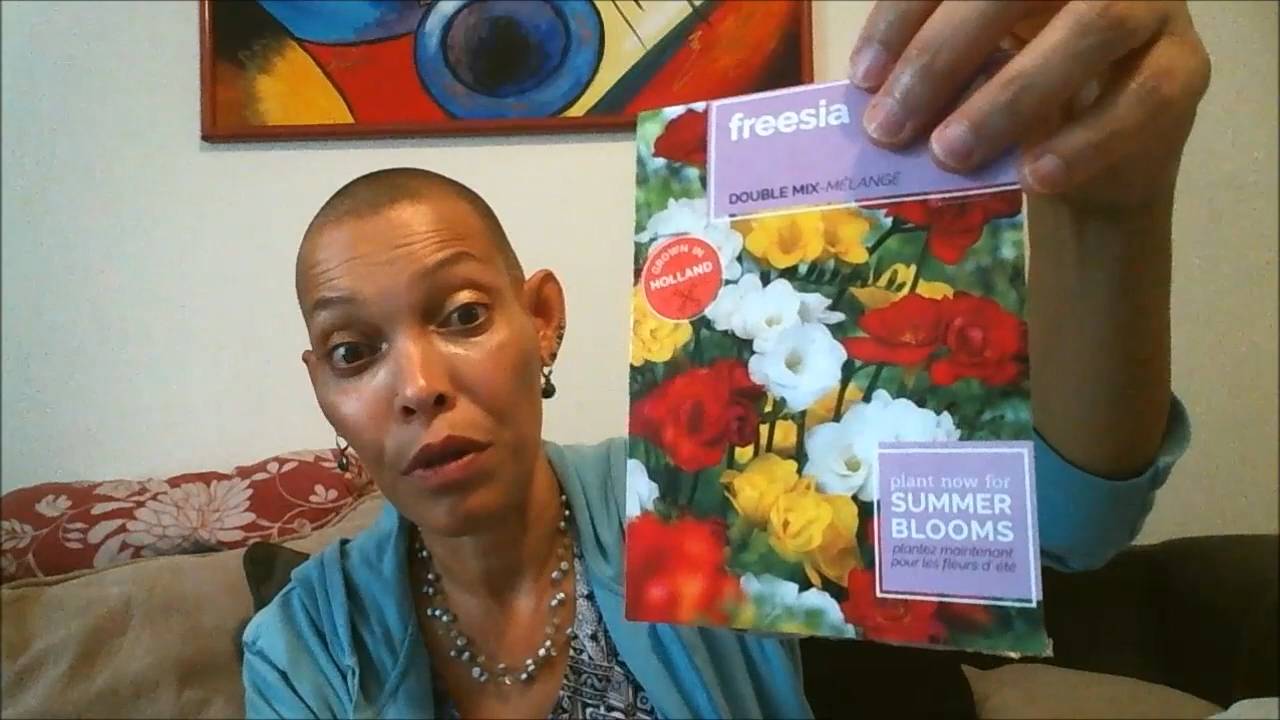 freesia
DOUBLE MIX-MÉLANGE
GROWN IN
HOLLAND
plant now for
SUMMER
BLOOMS
plantez maintenant
pour les fleurs d'été